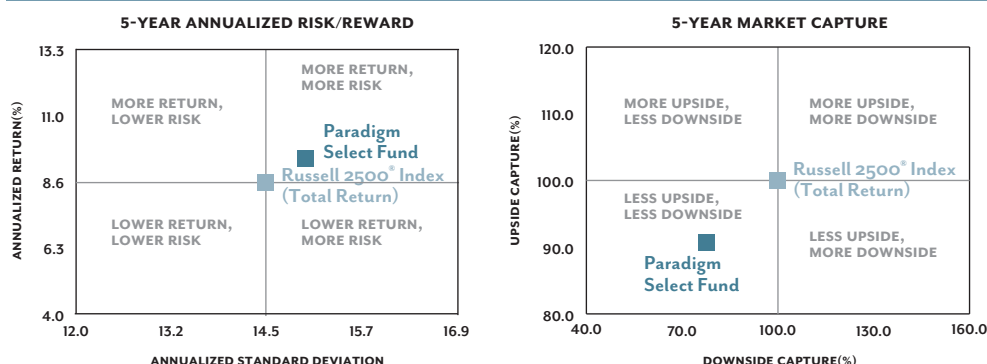 5-YEAR ANNUALIZED RISK/REWARD
13.3
11.0
8.6
6.3
4.0
ANNUALIZED RETURN(%)
MORE RETURN,
MORE RISK
MORE RETURN,
LOWER RISK
Paradigm
Select Fund
Russell 2500® Index
(Total Return)
LOWER RETURN,
LOWER RISK
LOWER RETURN,
MORE RISK
12.0 13.2 14.5 15.7 16.9
ANNUALIZED STANDARD DEVIATION
5-YEAR MARKET CAPTURE
120.0
110.0
100.0
90.0
80.0
UPSIDE CAPTURE(%)
MORE UPSIDE,
LESS DOWNSIDE
MORE UPSIDE,
MORE DOWNSIDE
Russell 2500® Index
(Total Return)
LESS UPSIDE,
LESS DOWNSIDE
Paradigm
Select Fund
LESS UPSIDE,
MORE DOWNSIDE
40.0 70.0 100.0 130.0 160.0
DOWNSIDE CAPTURE(%)